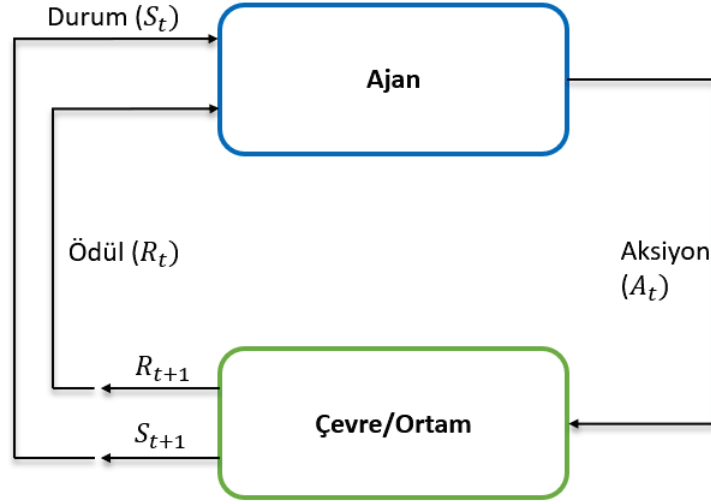 Durum (S_t)
Ajan
Ödül (R_t)
Aksiyon
(A_t)
R_{t+1}
Çevre/Ortam
S_{t+1}